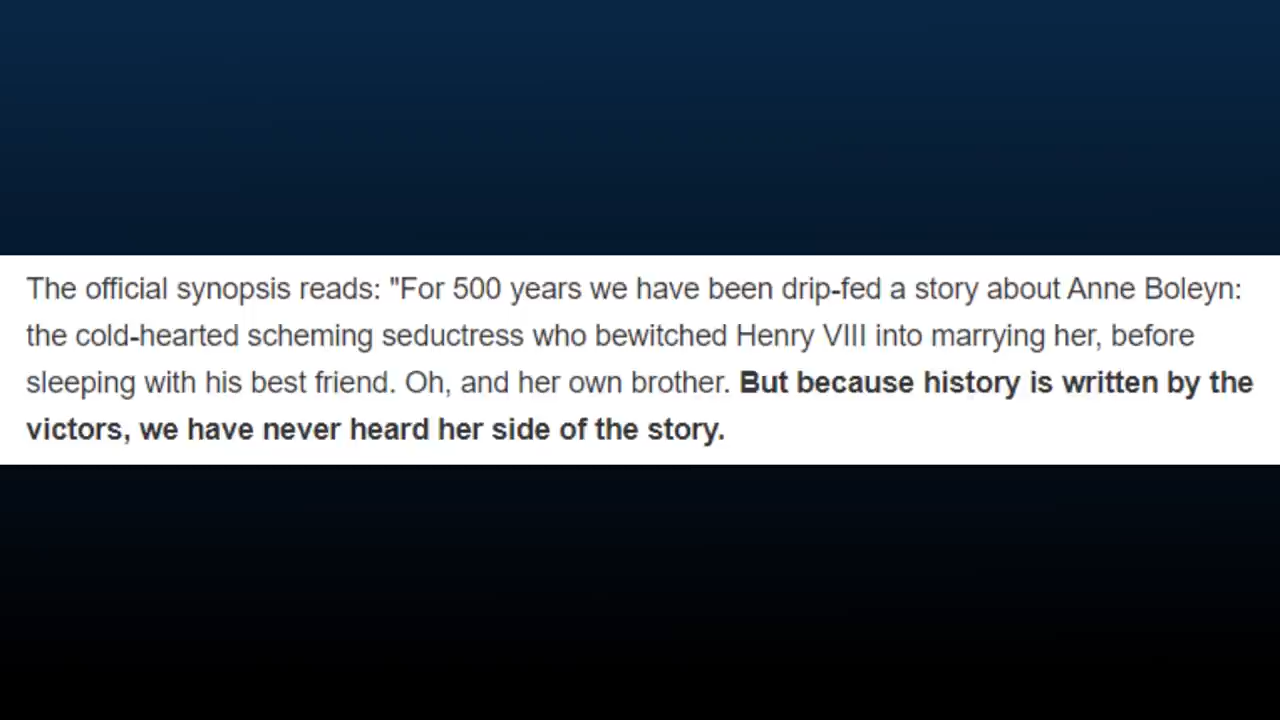 The official synopsis reads: "For 500 years we have been drip-fed a story about Anne Boleyn:
the cold-hearted scheming seductress who bewitched Henry VIII into marrying her, before
sleeping with his best friend. Oh, and her own brother. But because history is written by the
victors, we have never heard her side of the story.